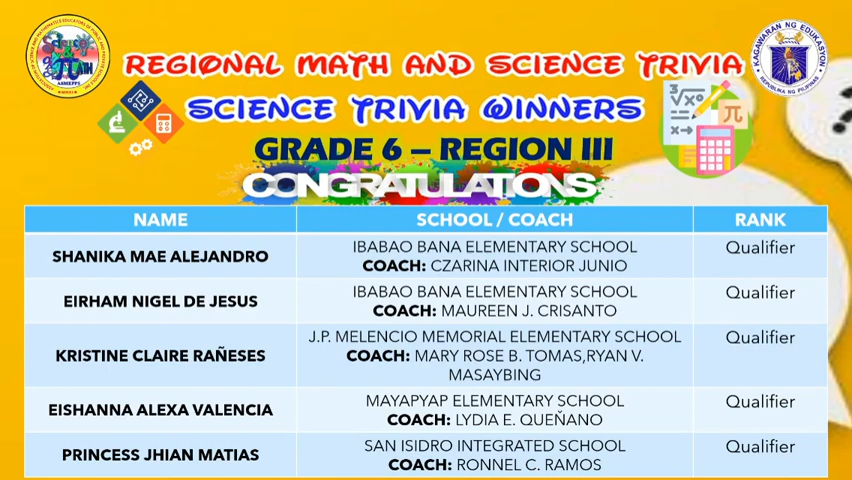 REGIONAL MATH AND SCIENCE TRIVIA
SCIENCE TRIVIA WINNERS
GRADE 6 – REGION III
CONGRATULATIONS
NAME SCHOOL / COACH RANK
SHANIKA MAE ALEJANDRO IBABAO BANA ELEMENTARY SCHOOL Qualifier
COACH: CZARINA INTERIOR JUNIO
EIRHAM NIGEL DE JESUS IBABAO BANA ELEMENTARY SCHOOL Qualifier
COACH: MAUREEN J. CRISANTO
KRISTINE CLAIRE RAÑESES J.P. MELENCIO MEMORIAL ELEMENTARY SCHOOL Qualifier
COACH: MARY ROSE B. TOMAS,RYAN V.
MASAYBING
EISHANNA ALEXA VALENCIA MAYAPYAP ELEMENTARY SCHOOL Qualifier
COACH: LYDIA E. QUEŇANO
PRINCESS JHIAN MATIAS SAN ISIDRO INTEGRATED SCHOOL Qualifier
COACH: RONNEL C. RAMOS
KAGAWARAN NG EDUKASYON
REPUBLIKA NG PILIPINAS